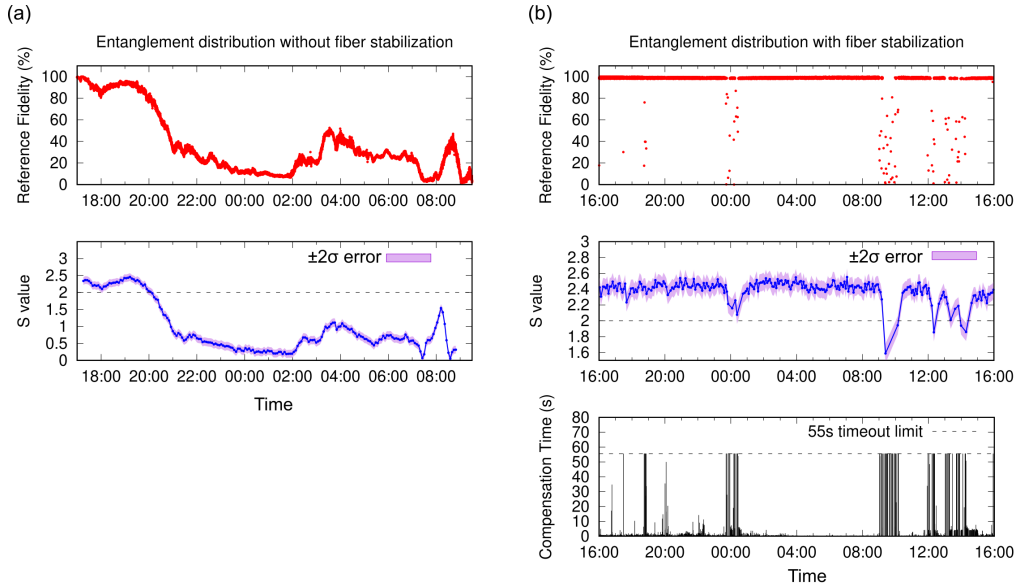 (a)
Entanglement distribution without fiber stabilization
Reference Fidelity (%)
100
80
60
40
20
0
18:00 20:00 22:00 00:00 02:00 04:00 06:00 08:00
S value
3
2.5
2
1.5
1
0.5
0
±2σ error
18:00 20:00 22:00 00:00 02:00 04:00 06:00 08:00
Time
(b)
Entanglement distribution with fiber stabilization
Reference Fidelity (%)
100
80
60
40
20
0
16:00 20:00 00:00 04:00 08:00 12:00 16:00
S value
2.8
2.6
2.4
2.2
2
1.8
1.6
±2σ error
16:00 20:00 00:00 04:00 08:00 12:00 16:00
Compensation Time (s)
80
70
60
50
40
30
20
10
0
55s timeout limit
16:00 20:00 00:00 04:00 08:00 12:00 16:00
Time